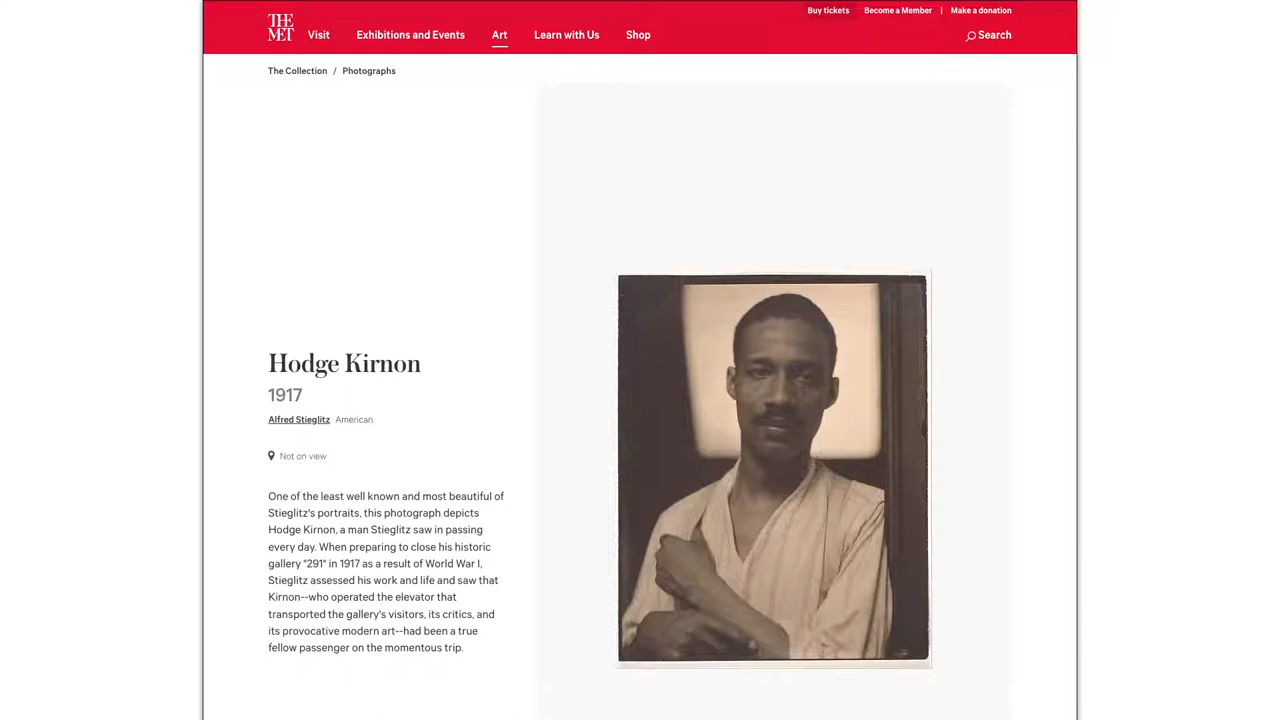 Buy tickets Become a Member | Make a donation
THE
MET
Visit Exhibitions and Events Art Learn with Us Shop Search
The Collection / Photographs
Hodge Kirnon
1917
Alfred Stieglitz American
Not on view
One of the least well known and most beautiful of
Stieglitz's portraits, this photograph depicts
Hodge Kirnon, a man Stieglitz saw in passing
every day. When preparing to close his historic
gallery "291" in 1917 as a result of World War I,
Stieglitz assessed his work and life and saw that
Kirnon--who operated the elevator that
transported the gallery's visitors, its critics, and
its provocative modern art--had been a true
fellow passenger on the momentous trip.